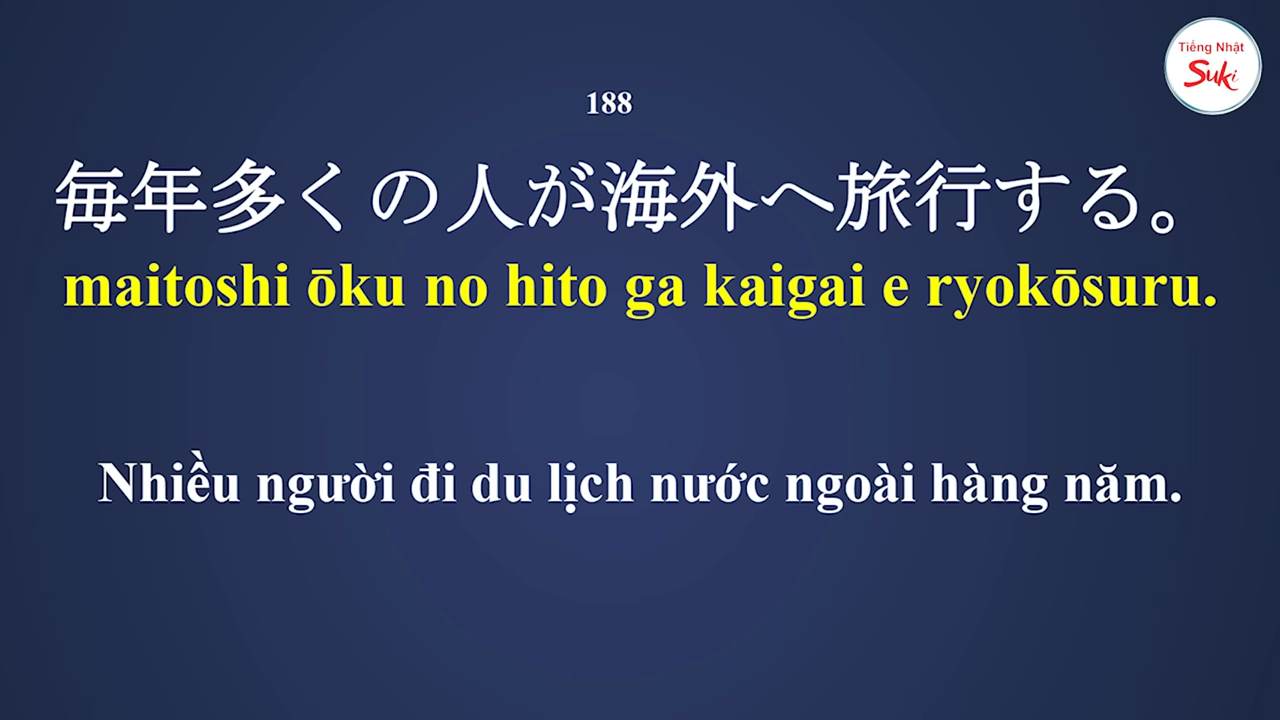 Tiếng Nhật
Suki
188
毎年多くの人が海外へ旅行する。
maitoshi ōku no hito ga kaigai e ryokōsuru.
Nhiều người đi du lịch nước ngoài hàng năm.